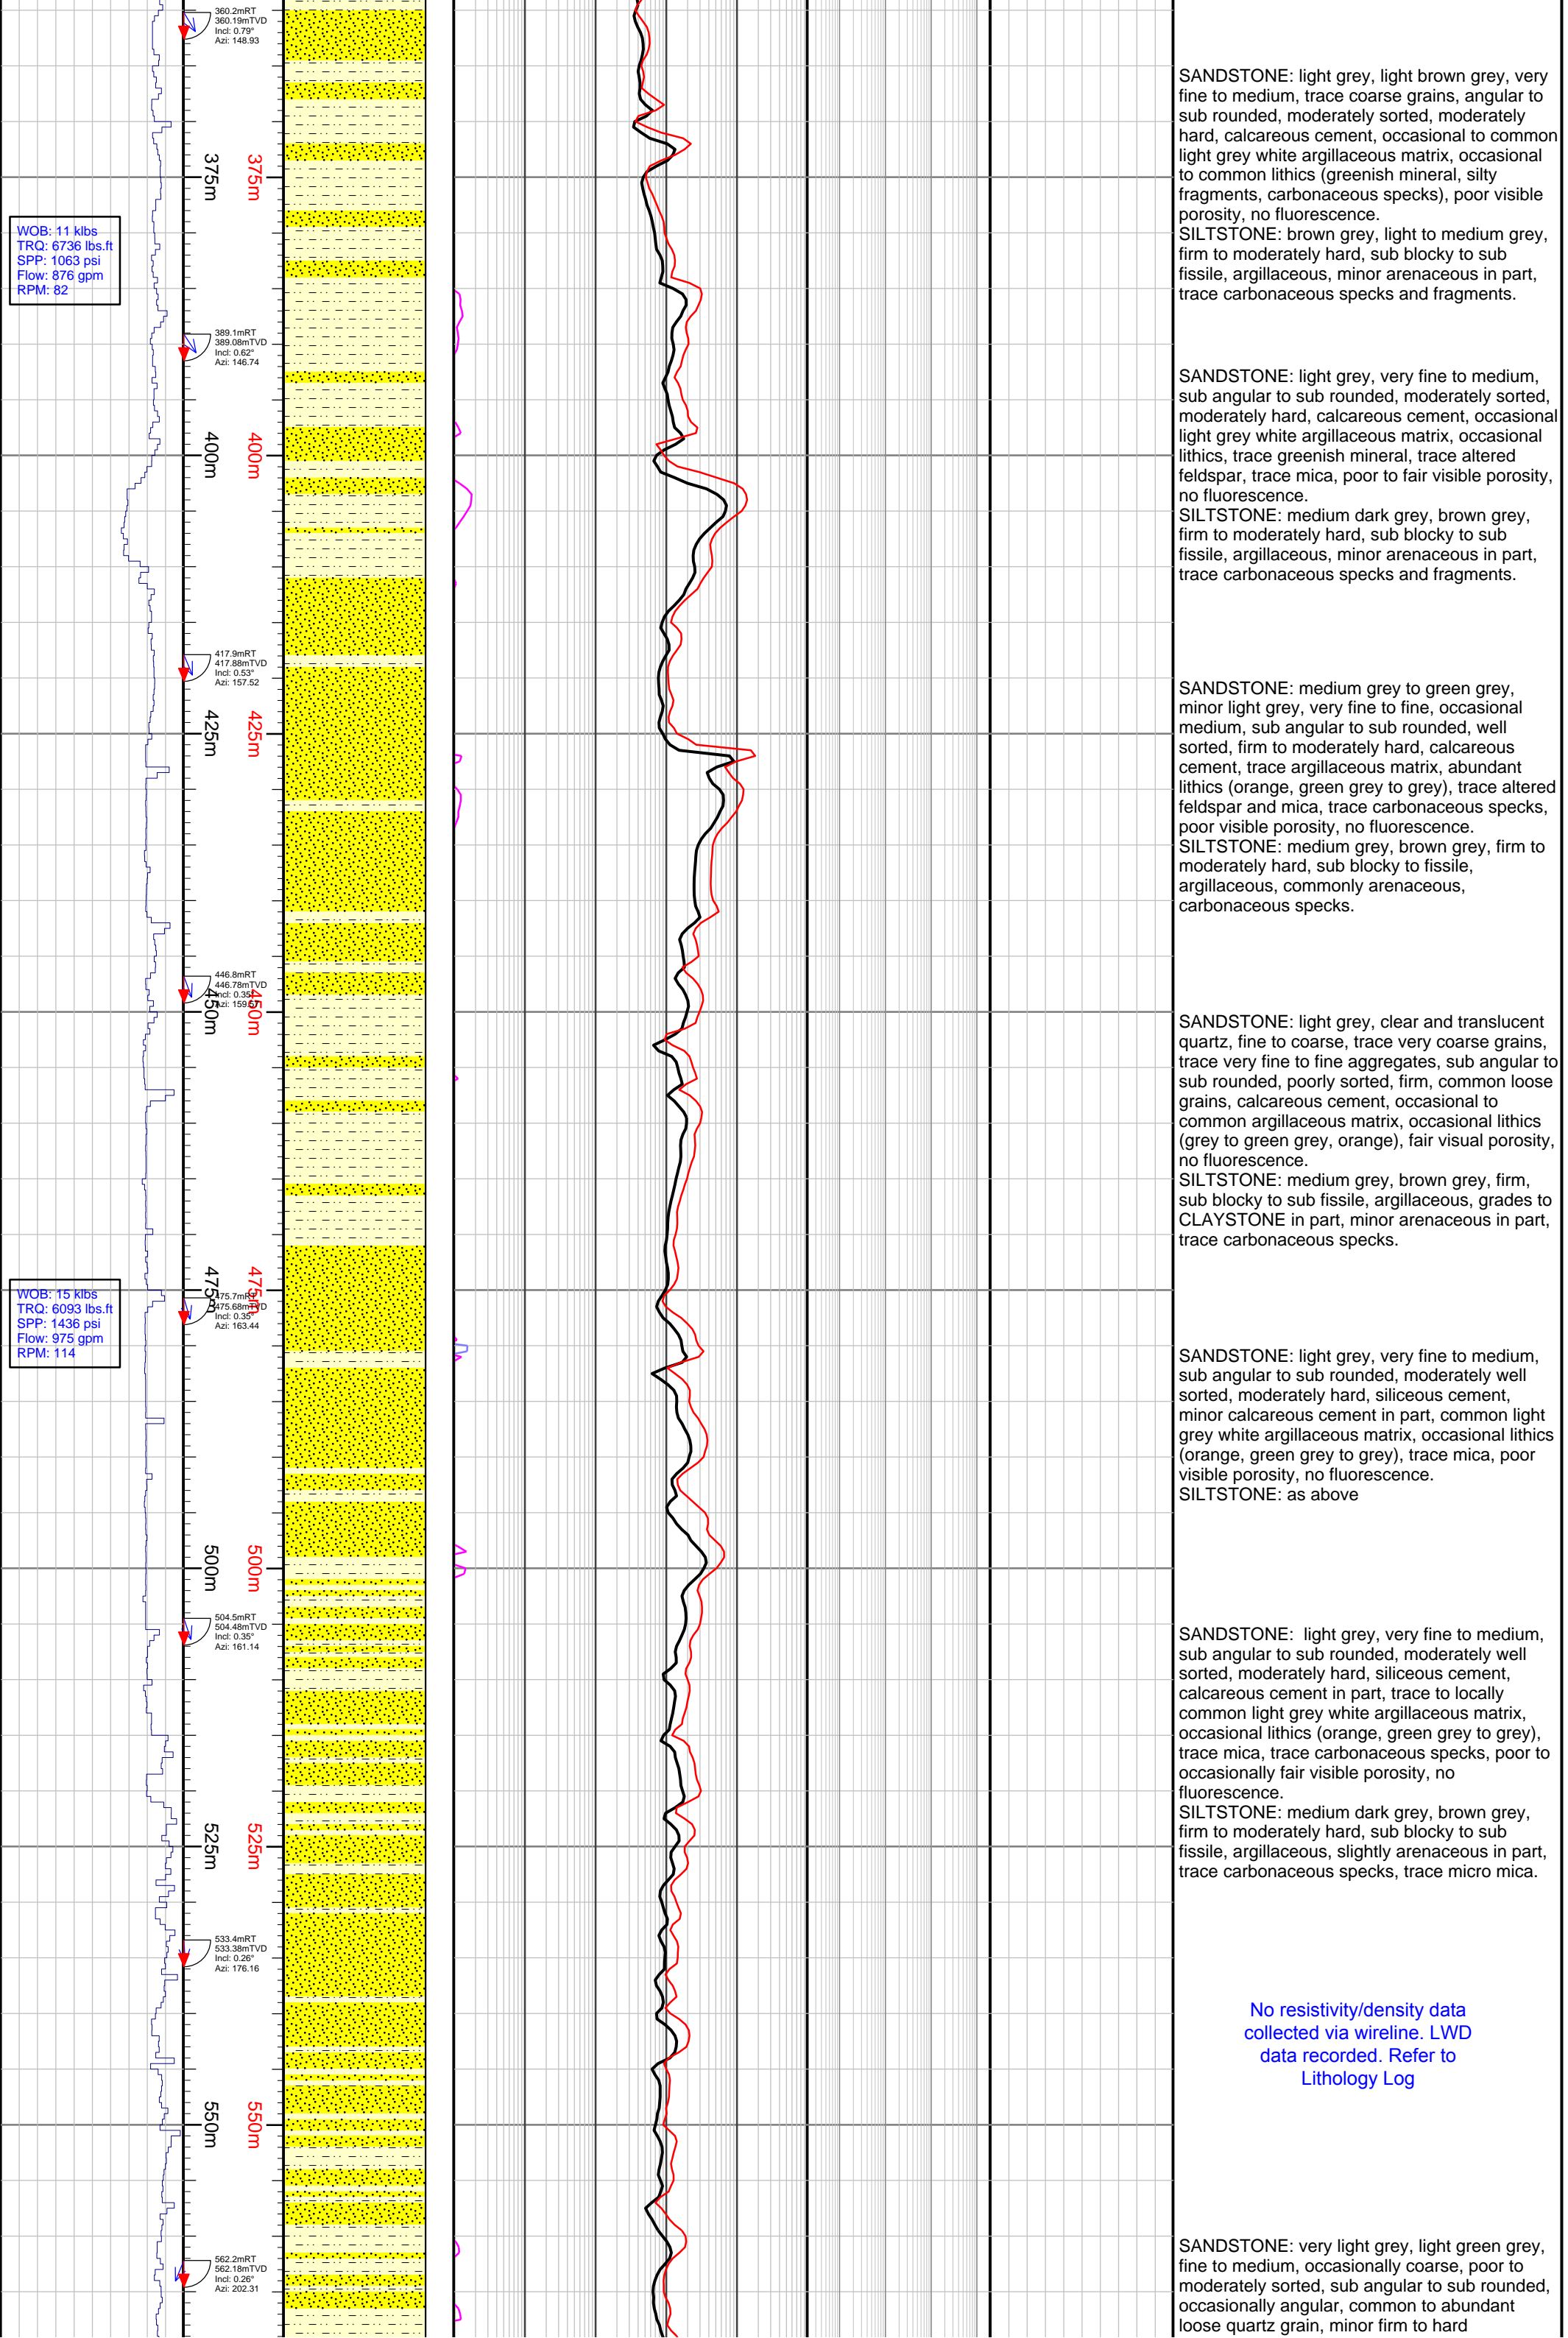 360.2mRT
360.19mTVD
Incl: 0.79°
Azi: 148.93
SANDSTONE: light grey, light brown grey, very
fine to medium, trace coarse grains, angular to
sub rounded, moderately sorted, moderately
hard, calcareous cement, occasional to common
light grey white argillaceous matrix, occasional
to common lithics (greenish mineral, silty
fragments, carbonaceous specks), poor visible
porosity, no fluorescence.
SILTSTONE: brown grey, light to medium grey,
firm to moderately hard, sub blocky to sub
fissile, argillaceous, minor arenaceous in part,
trace carbonaceous specks and fragments.
375m
375m
WOB: 11 klbs
TRQ: 6736 lbs.ft
SPP: 1063 psi
Flow: 876 gpm
RPM: 82
389.1mRT
389.08mTVD
Incl: 0.62°
Azi: 146.74
SANDSTONE: light grey, very fine to medium,
sub angular to sub rounded, moderately sorted,
moderately hard, calcareous cement, occasional
light grey white argillaceous matrix, occasional
lithics, trace greenish mineral, trace altered
feldspar, trace mica, poor to fair visible porosity,
no fluorescence.
SILTSTONE: medium dark grey, brown grey,
firm to moderately hard, sub blocky to sub
fissile, argillaceous, minor arenaceous in part,
trace carbonaceous specks and fragments.
400m
400m
417.9mRT
417.88mTVD
Incl: 0.53°
Azi: 157.52
SANDSTONE: medium grey to green grey,
minor light grey, very fine to fine, occasional
medium, sub angular to sub rounded, well
sorted, firm to moderately hard, calcareous
cement, trace argillaceous matrix, abundant
lithics (orange, green grey to grey), trace altered
feldspar and mica, trace carbonaceous specks,
poor visible porosity, no fluorescence.
SILTSTONE: medium grey, brown grey, firm to
moderately hard, sub blocky to fissile,
argillaceous, commonly arenaceous,
carbonaceous specks.
425m
425m
446.8mRT
446.78mTVD
Incl: 0.35°
Azi: 159.57
450m
450m
SANDSTONE: light grey, clear and translucent
quartz, fine to coarse, trace very coarse grains,
trace very fine to fine aggregates, sub angular to
sub rounded, poorly sorted, firm, common loose
grains, calcareous cement, occasional to
common argillaceous matrix, occasional lithics
(grey to green grey, orange), fair visual porosity,
no fluorescence.
SILTSTONE: medium grey, brown grey, firm,
sub blocky to sub fissile, argillaceous, grades to
CLAYSTONE in part, minor arenaceous in part,
trace carbonaceous specks.
475m
475m
WOB: 15 klbs
TRQ: 6093 lbs.ft
SPP: 1436 psi
Flow: 975 gpm
RPM: 114
475.7mRT
475.68mTVD
Incl: 0.35°
Azi: 163.44
SANDSTONE: light grey, very fine to medium,
sub angular to sub rounded, moderately well
sorted, moderately hard, siliceous cement,
minor calcareous cement in part, common light
grey white argillaceous matrix, occasional lithics
(orange, green grey to grey), trace mica, poor
visible porosity, no fluorescence.
SILTSTONE: as above
500m
500m
504.5mRT
504.48mTVD
Incl: 0.35°
Azi: 161.14
SANDSTONE: light grey, very fine to medium,
sub angular to sub rounded, moderately well
sorted, moderately hard, siliceous cement,
calcareous cement in part, trace to locally
common light grey white argillaceous matrix,
occasional lithics (orange, green grey to grey),
trace mica, trace carbonaceous specks, poor to
occasionally fair visible porosity, no
fluorescence.
SILTSTONE: medium dark grey, brown grey,
firm to moderately hard, sub blocky to sub
fissile, argillaceous, slightly arenaceous in part,
trace carbonaceous specks, trace micro mica.
525m
525m
533.4mRT
533.38mTVD
Incl: 0.26°
Azi: 176.16
No resistivity/density data
collected via wireline. LWD
data recorded. Refer to
Lithology Log
550m
550m
562.2mRT
562.18mTVD
Incl: 0.26°
Azi: 202.31
SANDSTONE: very light grey, light green grey,
fine to medium, occasionally coarse, poor to
moderately sorted, sub angular to sub rounded,
occasionally angular, common to abundant
loose quartz grain, minor firm to hard